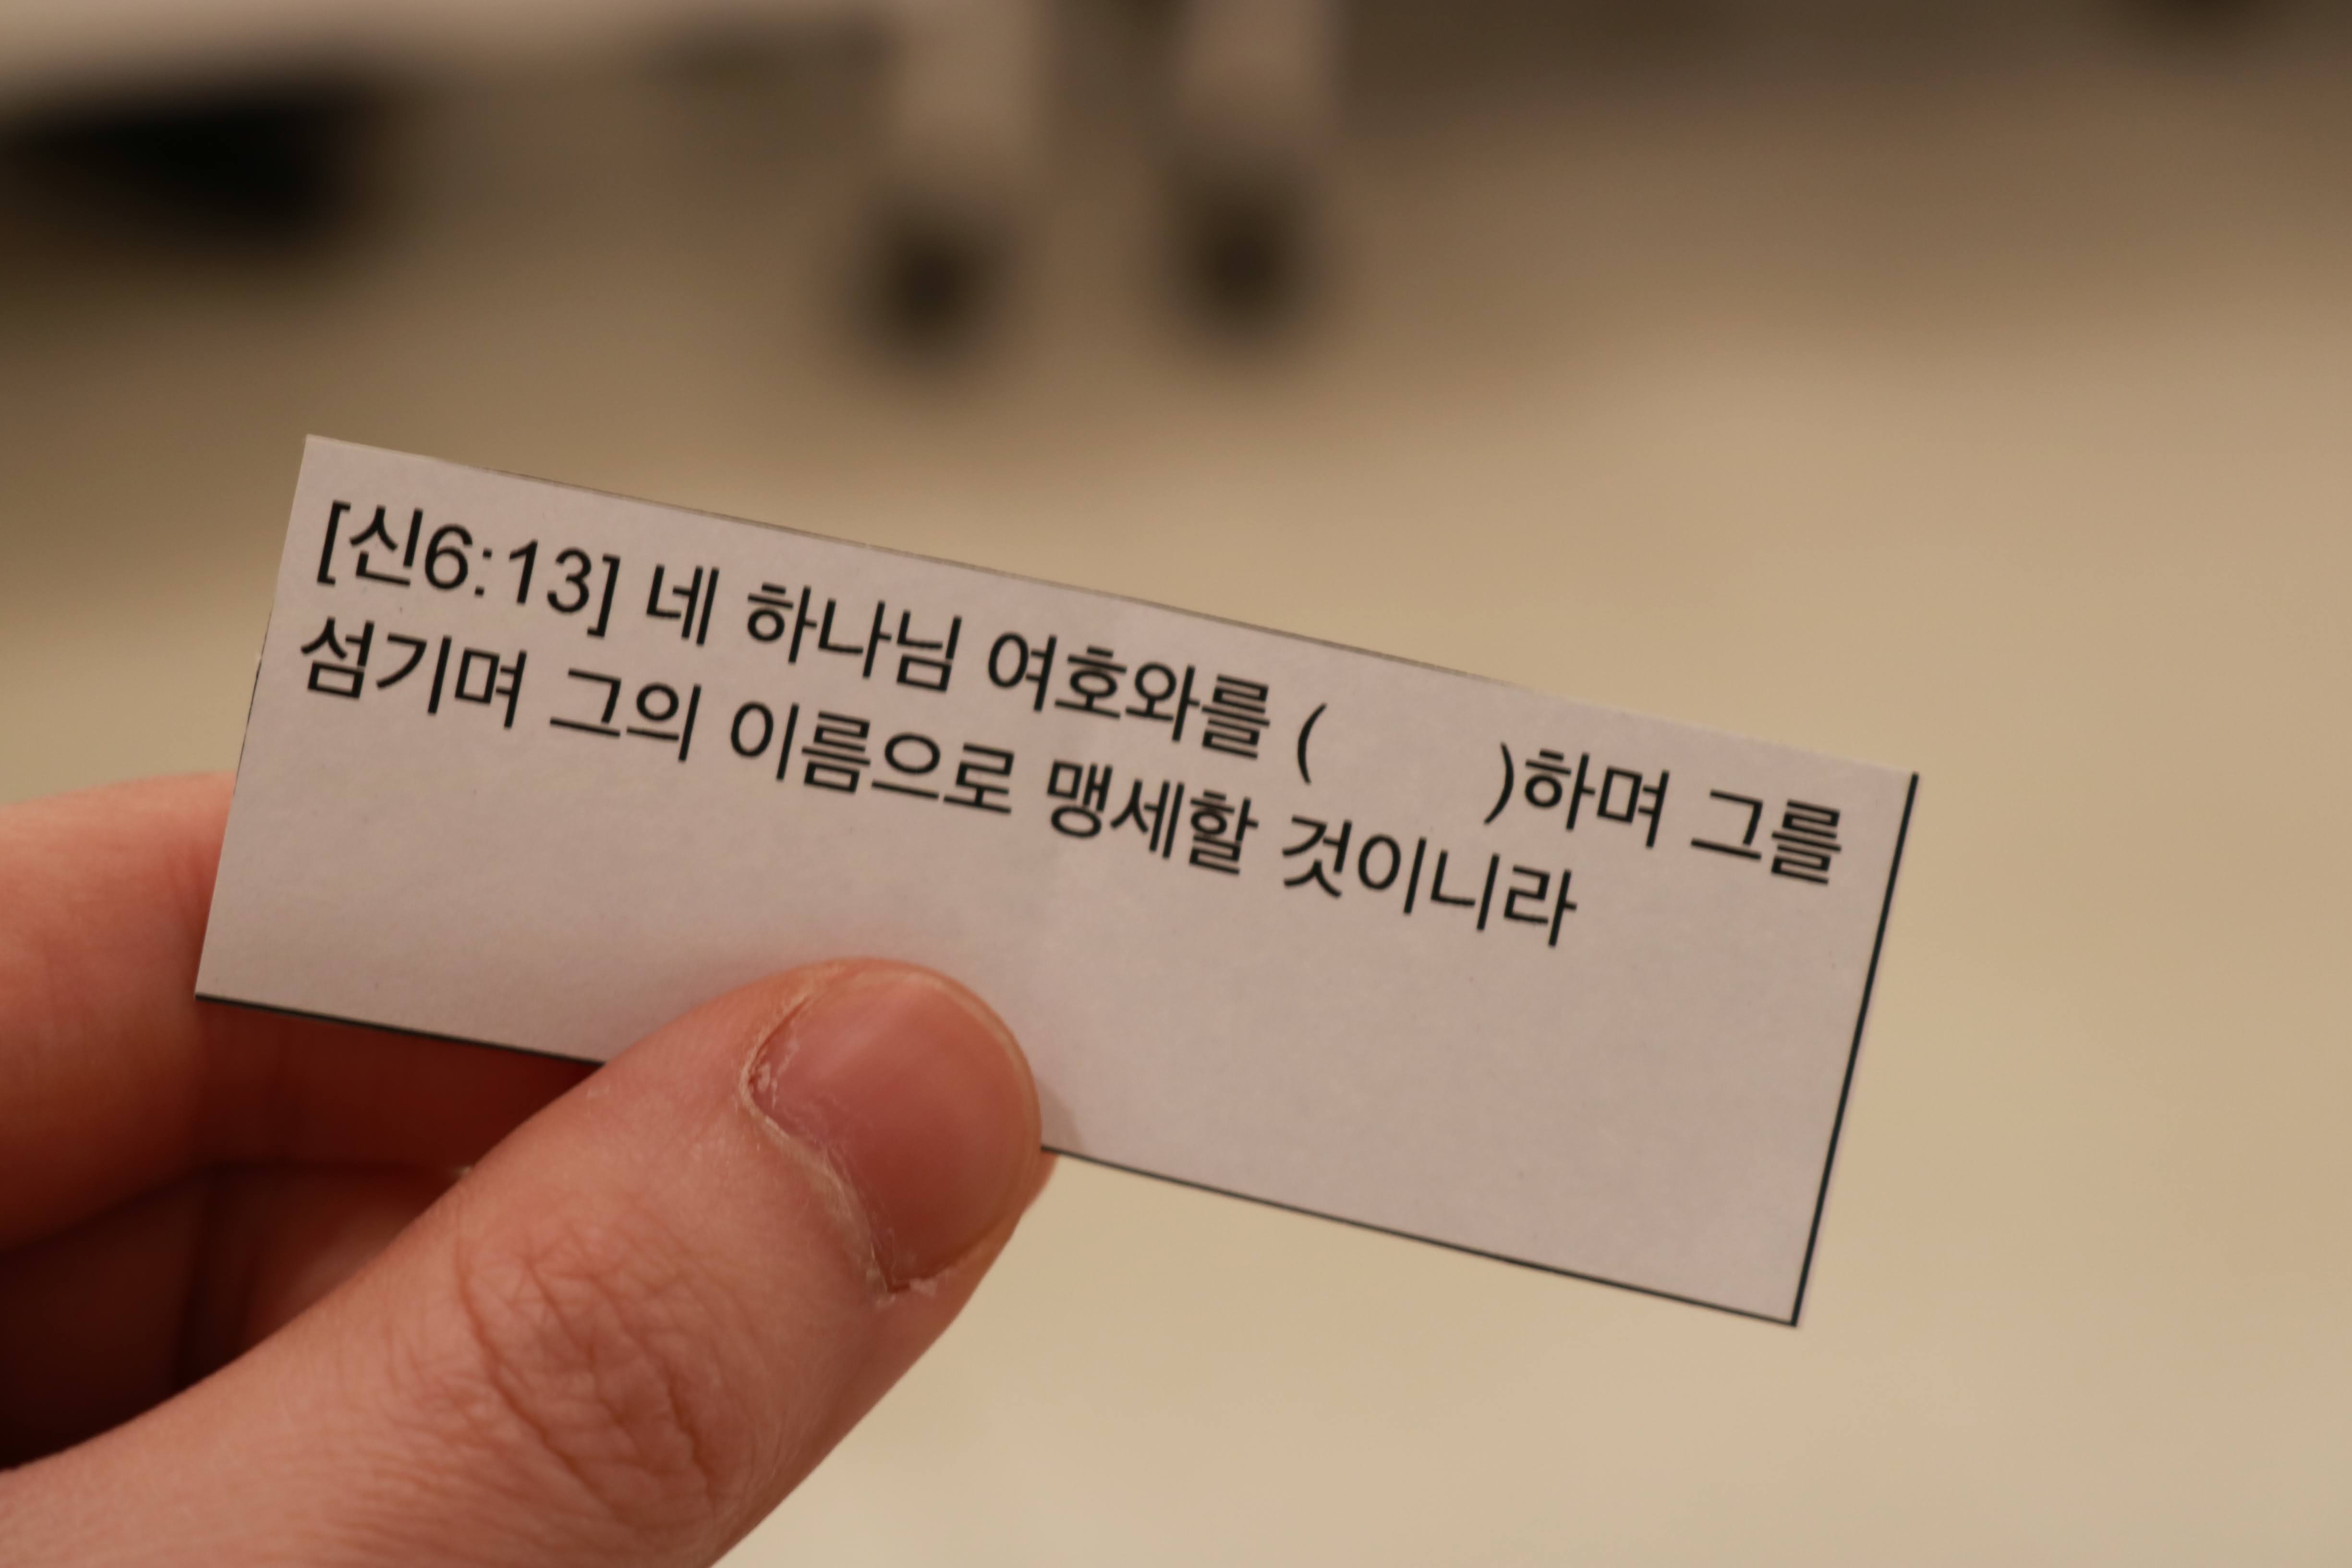 [신6:13] 네 하나님 여호와를 (      )하며 그를
섬기며 그의 이름으로 맹세할 것이니라